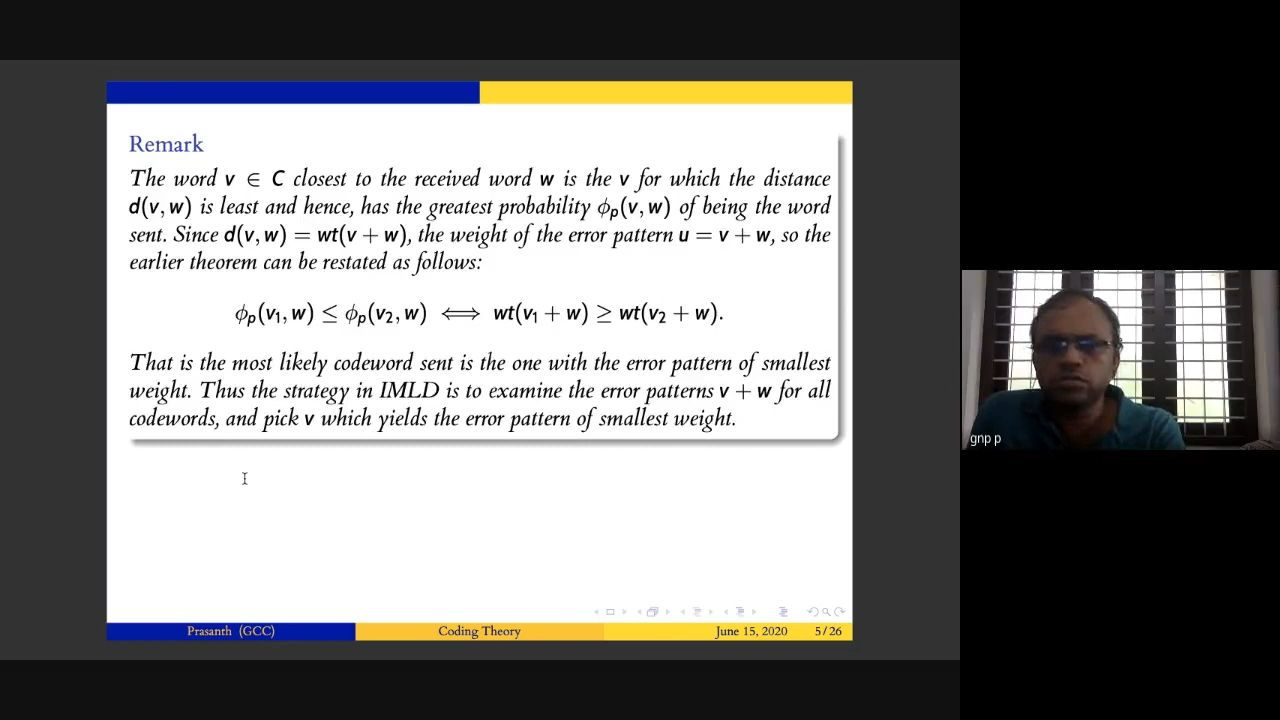 Remark
The word v ∈ C closest to the received word w is the v for which the distance
d(v, w) is least and hence, has the greatest probability ϕₚ(v, w) of being the word
sent. Since d(v, w) = wt(v + w), the weight of the error pattern u = v + w, so the
earlier theorem can be restated as follows:
ϕₚ(v₁, w) ≤ ϕₚ(v₂, w) ⟺ wt(v₁ + w) ≥ wt(v₂ + w).
That is the most likely codeword sent is the one with the error pattern of smallest
weight. Thus the strategy in IMLD is to examine the error patterns v + w for all
codewords, and pick v which yields the error pattern of smallest weight.
gnp p
Prasanth (GCC) Coding Theory June 15, 2020 5/26